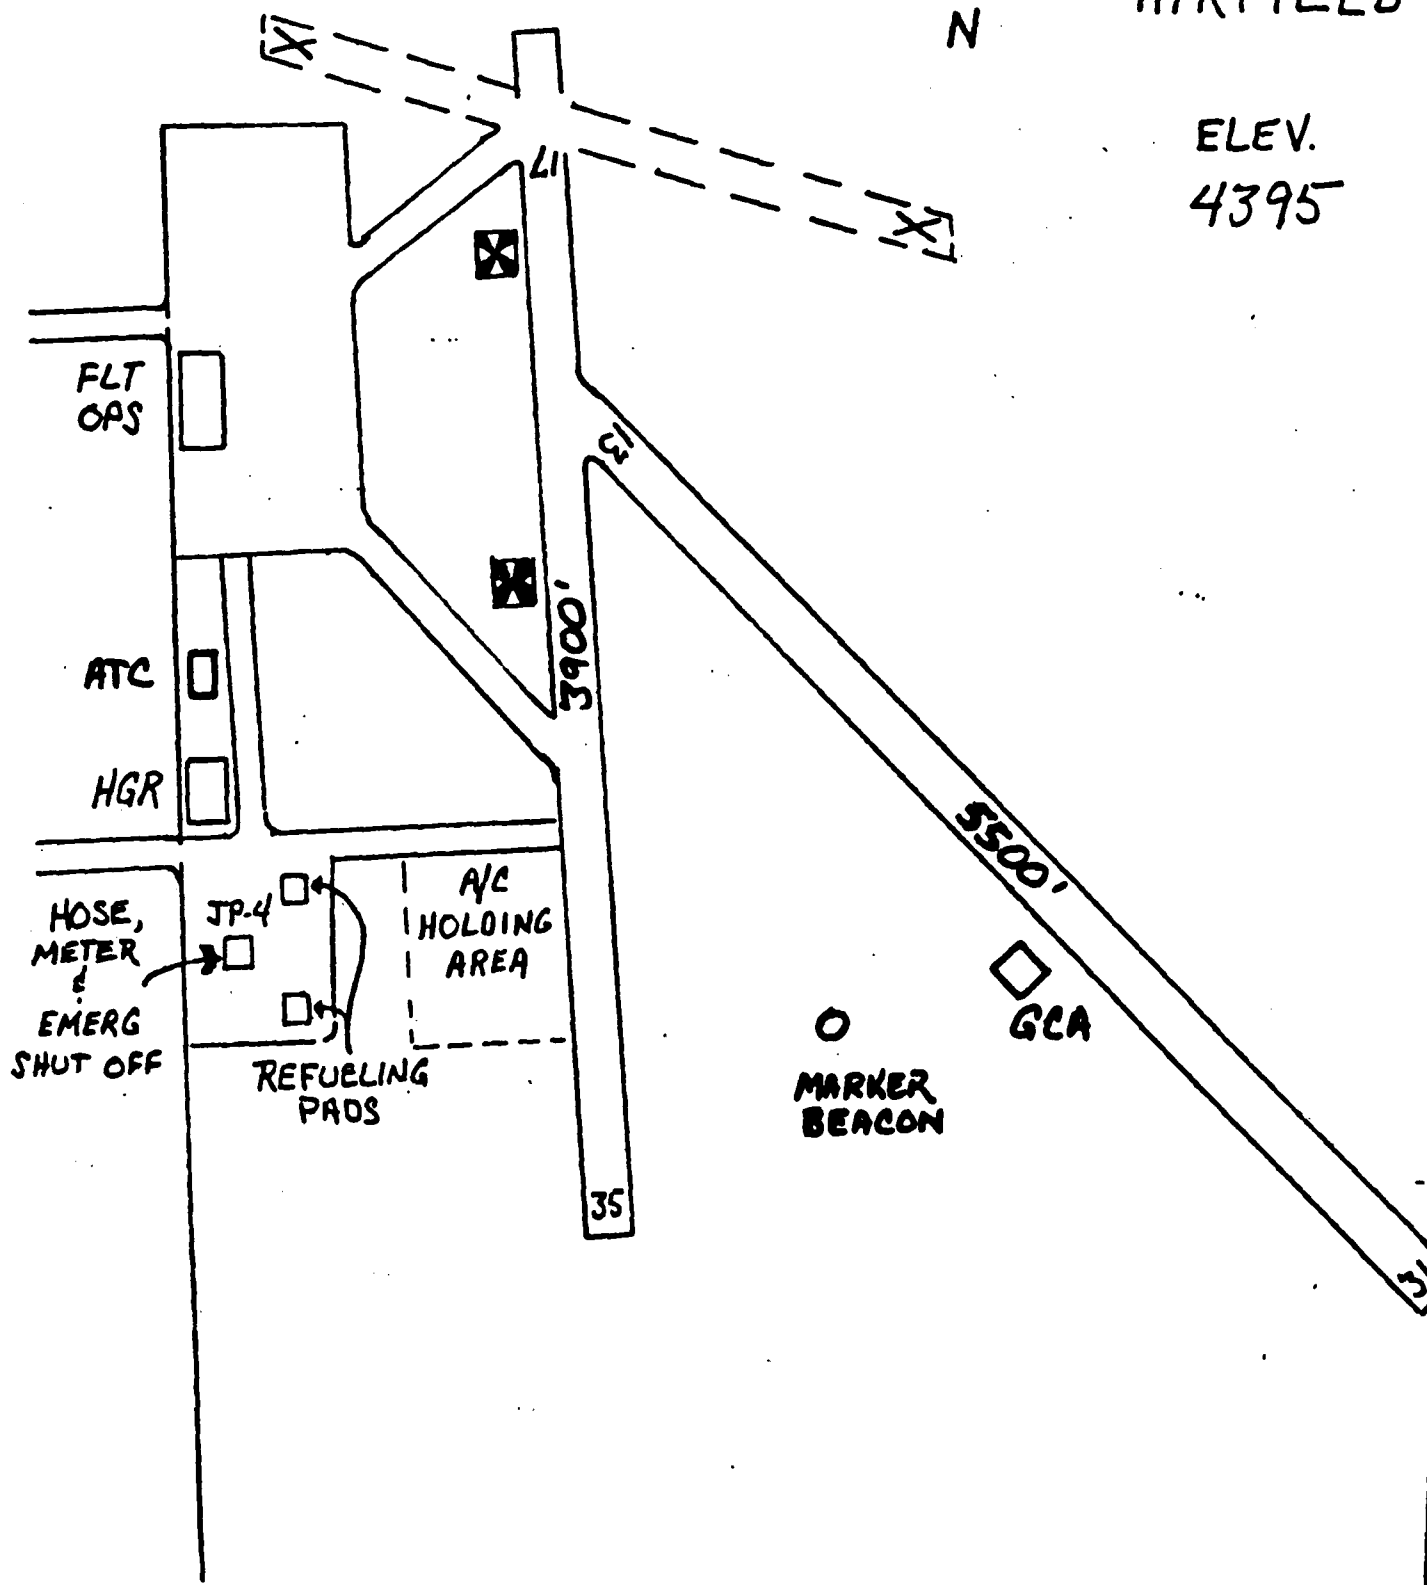 N
ELEV.
4395
17
FLT
OPS
13
3900'
ATC
HGR
5500'
HOSE,
METER
&
EMERG
SHUT OFF
JP-4
A/C
HOLDING
AREA
REFUELING
PADS
GCA
MARKER
BEACON
35
31
X
X